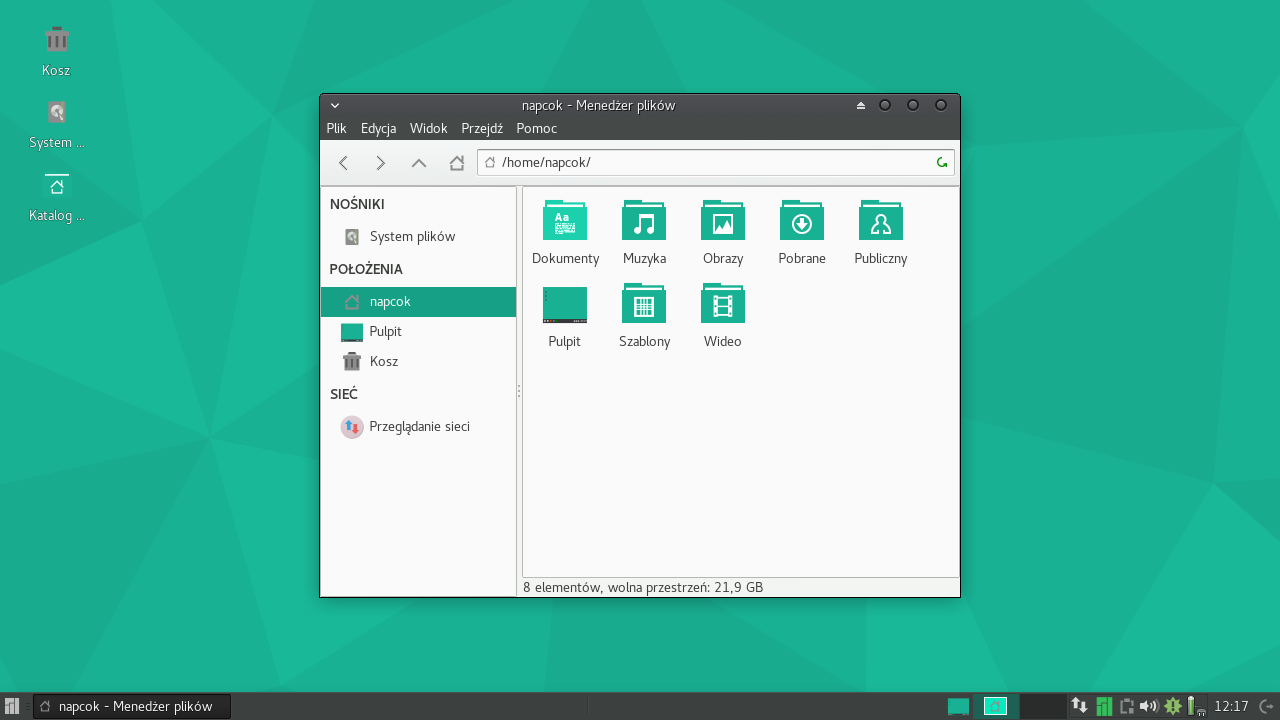 Kosz
System ...
Katalog ...
napcok - Menedżer plików
Plik Edycja Widok Przejdź Pomoc
/home/napcok/
NOŚNIKI
System plików
POŁOŻENIA
napcok
Pulpit
Kosz
SIEĆ
Przeglądanie sieci
Aa
Dokumenty Muzyka Obrazy Pobrane Publiczny
Pulpit Szablony Wideo
8 elementów, wolna przestrzeń: 21,9 GB
napcok - Menedżer plików
12:17